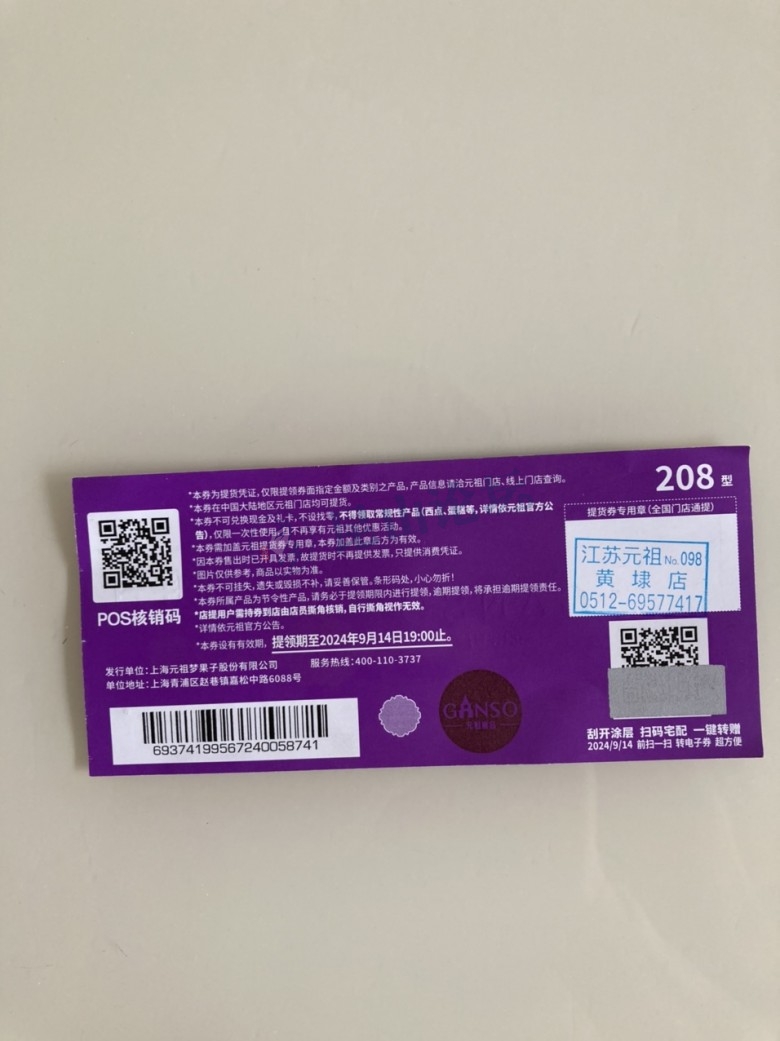 208 型
*本券为提货凭证，仅限提领券面指定金额及类别之产品，产品信息请洽元祖门店，线上门店查询。
*本券在中国大陆地区元祖门店均可提货。
*本券不可兑换现金及礼卡，不设找零，不得领取常规性产品（西点、蛋糕等，详情依元祖官方公
告），仅限一次性使用，且不再享有元祖其他优惠活动。
*本券需加盖元祖提货券专用章，本券加盖此章后方为有效。
*因本券售出时已开具发票，故提货时不再提供发票，只提供消费凭证。
*图片仅供参考，商品以实物为准。
*本券不可挂失，遗失或毁损不补，请妥善保管，条形码处，小心勿折！
*本券所属产品为节令性产品，请务必于提领期限内进行提领，逾期提领，将承担逾期提领责任。
*店提用户需持券到店由店员撕角核销，自行撕角视作无效。
*详情依元祖官方公告。
*本券设有有效期，提领期至2024年9月14日19:00止。
POS核销码
发行单位：上海元祖梦果子股份有限公司 服务热线：400-110-3737
单位地址：上海青浦区赵巷镇嘉松中路6088号
69374199567240058741
GANSO
提货券专用章（全国门店通提）
江苏元祖 No.098
黄埭店
0512-69577417
刮开涂层 扫码宅配 一键转赠
2024/9/14 前扫一扫 转电子券 超方便